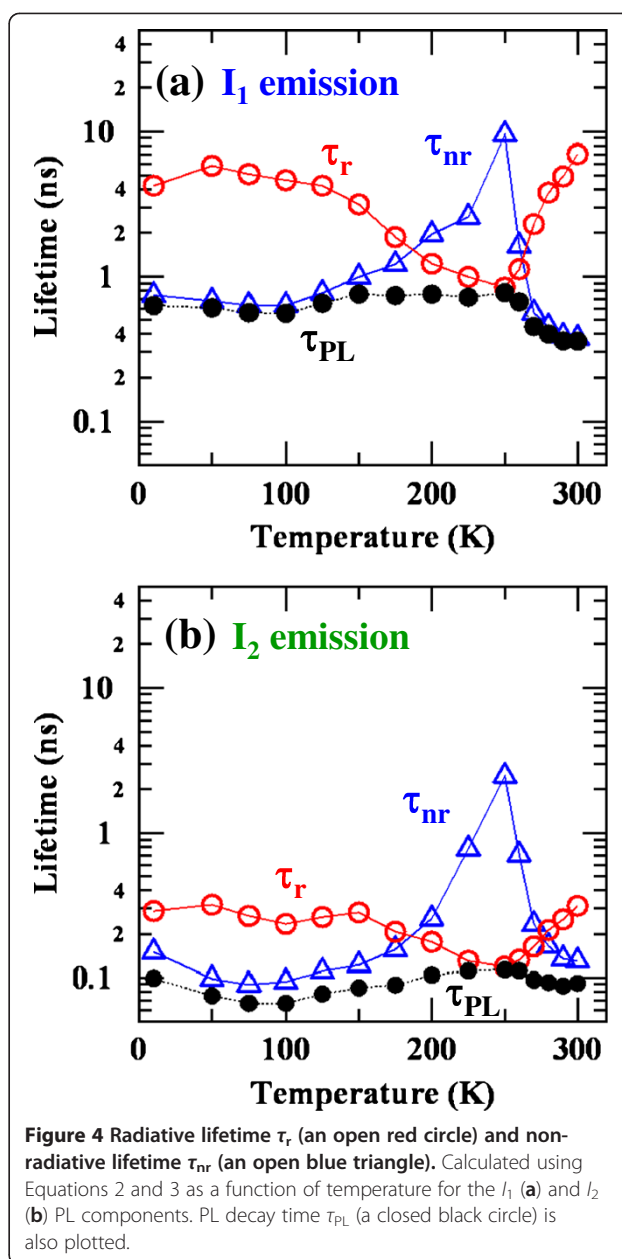 (a) I₁ emission
4
2
10
4
2
1
4
2
0.1
Lifetime (ns)
τr
τnr
τPL
0 100 200 300
Temperature (K)
(b) I₂ emission
4
2
10
4
2
1
4
2
0.1
Lifetime (ns)
τnr
τr
τPL
0 100 200 300
Temperature (K)
Figure 4 Radiative lifetime τr (an open red circle) and non-
radiative lifetime τnr (an open blue triangle). Calculated using
Equations 2 and 3 as a function of temperature for the I₁ (a) and I₂
(b) PL components. PL decay time τPL (a closed black circle) is
also plotted.